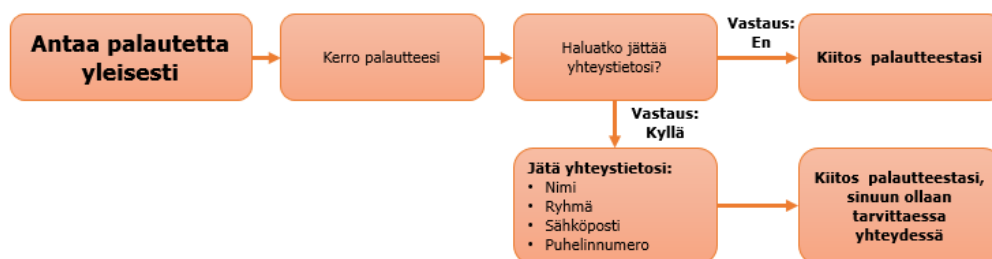 Antaa palautetta
yleisesti
Kerro palautteesi
Haluatko jättää
yhteystietosi?
Vastaus:
En
Kiitos palautteestasi
Vastaus:
Kyllä
Jätä yhteystietosi:
• Nimi
• Ryhmä
• Sähköposti
• Puhelinnumero
Kiitos palautteestasi,
sinuun ollaan
tarvittaessa
yhteydessä